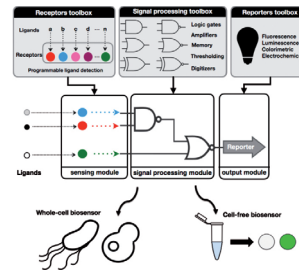 Receptors toolbox
Ligands
a b c d n
Receptors
Programmable ligand detection
Signal processing toolbox
Logic gates
Amplifiers
Memory
Thresholding
Digitizers
Reporters toolbox
Fluorescence
Luminescence
Colorimetric
Electrochemic
Reporter
Ligands
sensing module
signal processing module
output module
Whole-cell biosensor
Cell-free biosensor